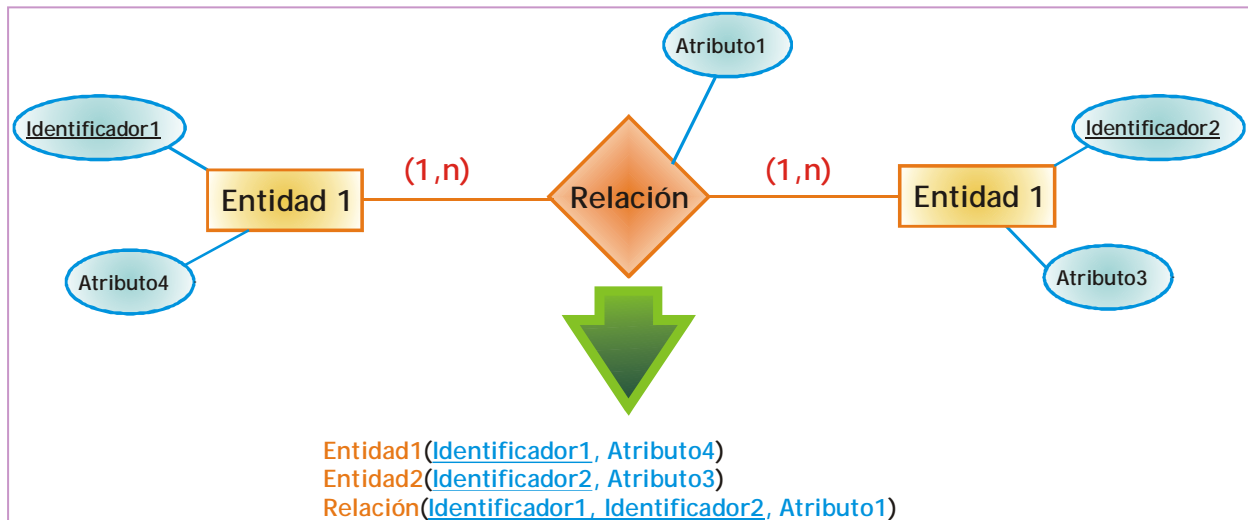 Atributo1
Identificador1
Identificador2
(1,n)
(1,n)
Entidad 1
Relación
Entidad 1
Atributo4
Atributo3
Entidad1(Identificador1, Atributo4)
Entidad2(Identificador2, Atributo3)
Relación(Identificador1, Identificador2, Atributo1)